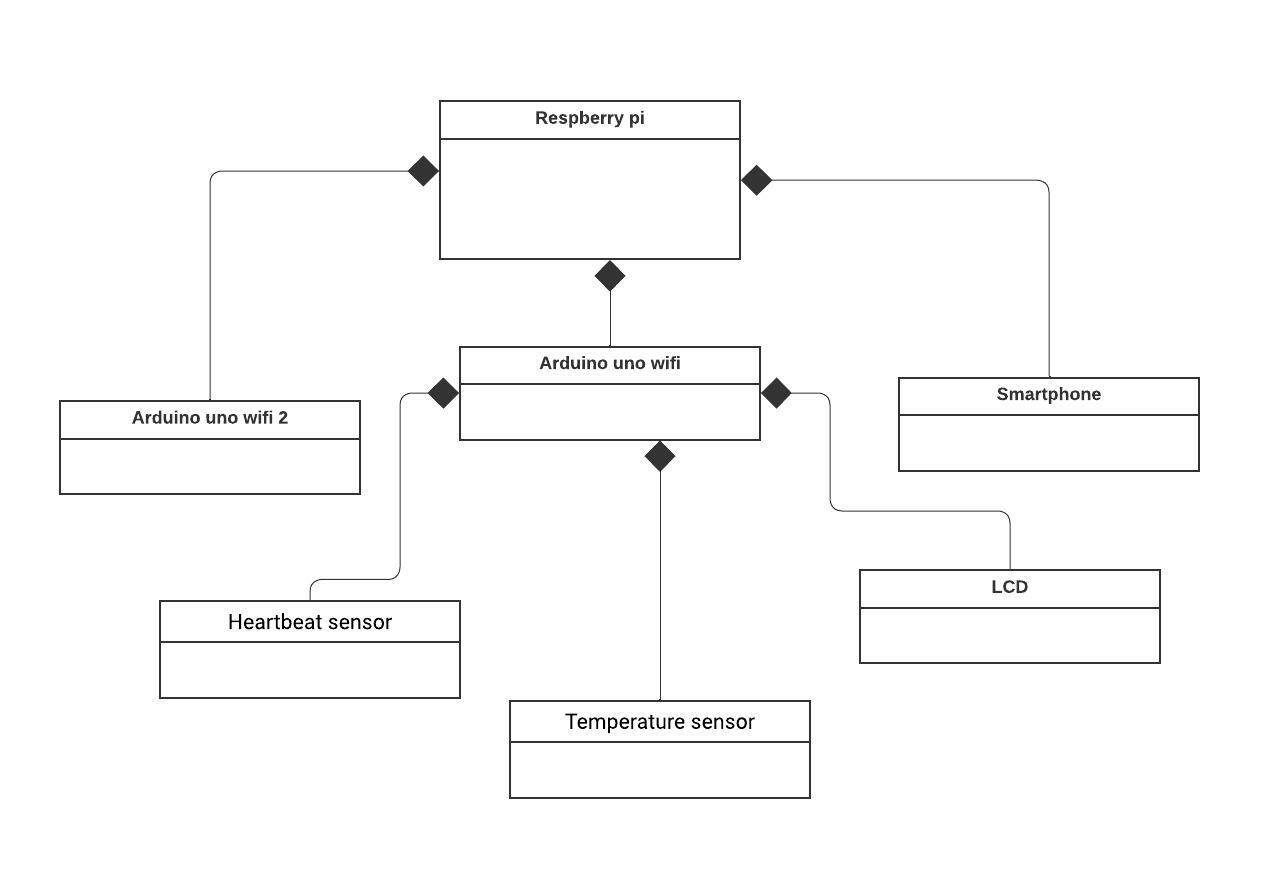 Respberry pi
Arduino uno wifi
Smartphone
Arduino uno wifi 2
LCD
Heartbeat sensor
Temperature sensor